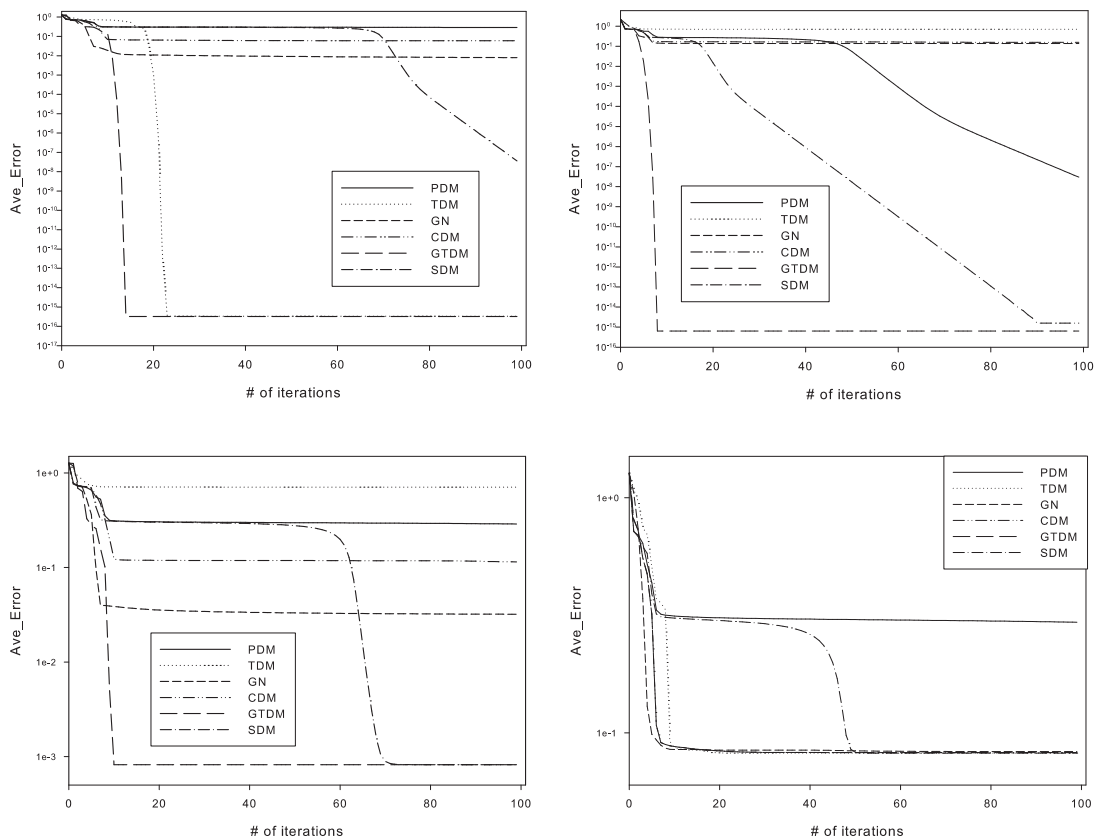 Ave_Error
10⁰
10⁻¹
10⁻²
10⁻³
10⁻⁴
10⁻⁵
10⁻⁶
10⁻⁷
10⁻⁸
10⁻⁹
10⁻¹⁰
10⁻¹¹
10⁻¹²
10⁻¹³
10⁻¹⁴
10⁻¹⁵
10⁻¹⁶
10⁻¹⁷
PDM
TDM
GN
CDM
GTDM
SDM
0 20 40 60 80 100
# of iterations
Ave_Error
10⁰
10⁻¹
10⁻²
10⁻³
10⁻⁴
10⁻⁵
10⁻⁶
10⁻⁷
10⁻⁸
10⁻⁹
10⁻¹⁰
10⁻¹¹
10⁻¹²
10⁻¹³
10⁻¹⁴
10⁻¹⁵
10⁻¹⁶
PDM
TDM
GN
CDM
GTDM
SDM
0 20 40 60 80 100
# of iterations
Ave_Error
1e+0
1e-1
1e-2
1e-3
PDM
TDM
GN
CDM
GTDM
SDM
0 20 40 60 80 100
# of iterations
Ave_Error
1e+0
1e-1
PDM
TDM
GN
CDM
GTDM
SDM
0 20 40 60 80 100
# of iterations